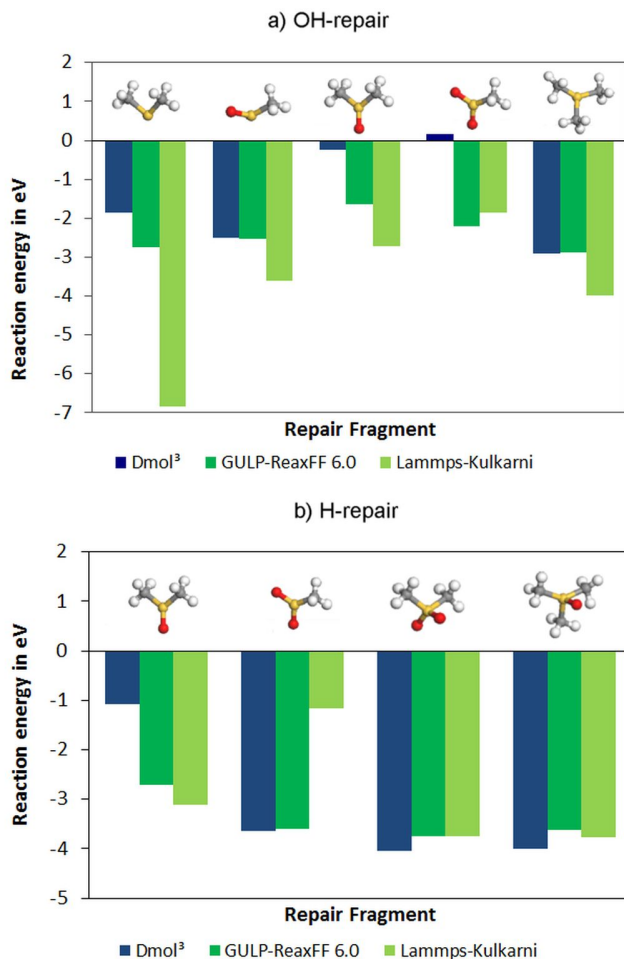 a) OH-repair
2
1
0
-1
-2
-3
-4
-5
-6
-7
Reaction energy in eV
Repair Fragment
Dmol³ GULP-ReaxFF 6.0 Lammps-Kulkarni
b) H-repair
2
1
0
-1
-2
-3
-4
-5
Reaction energy in eV
Repair Fragment
Dmol³ GULP-ReaxFF 6.0 Lammps-Kulkarni